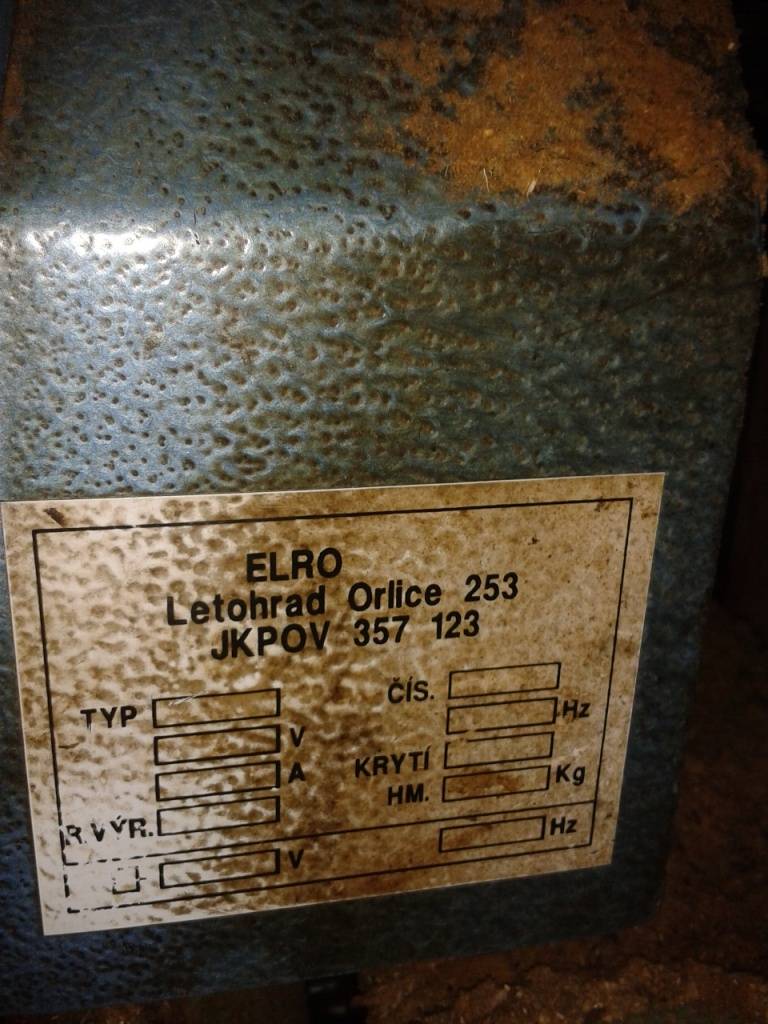 ELRO
Letohrad Orlice 253
JKPOV 357 123
TYP ČÍS.
V Hz
A KRYTÍ
HM. Kg
R.VÝR.
V Hz